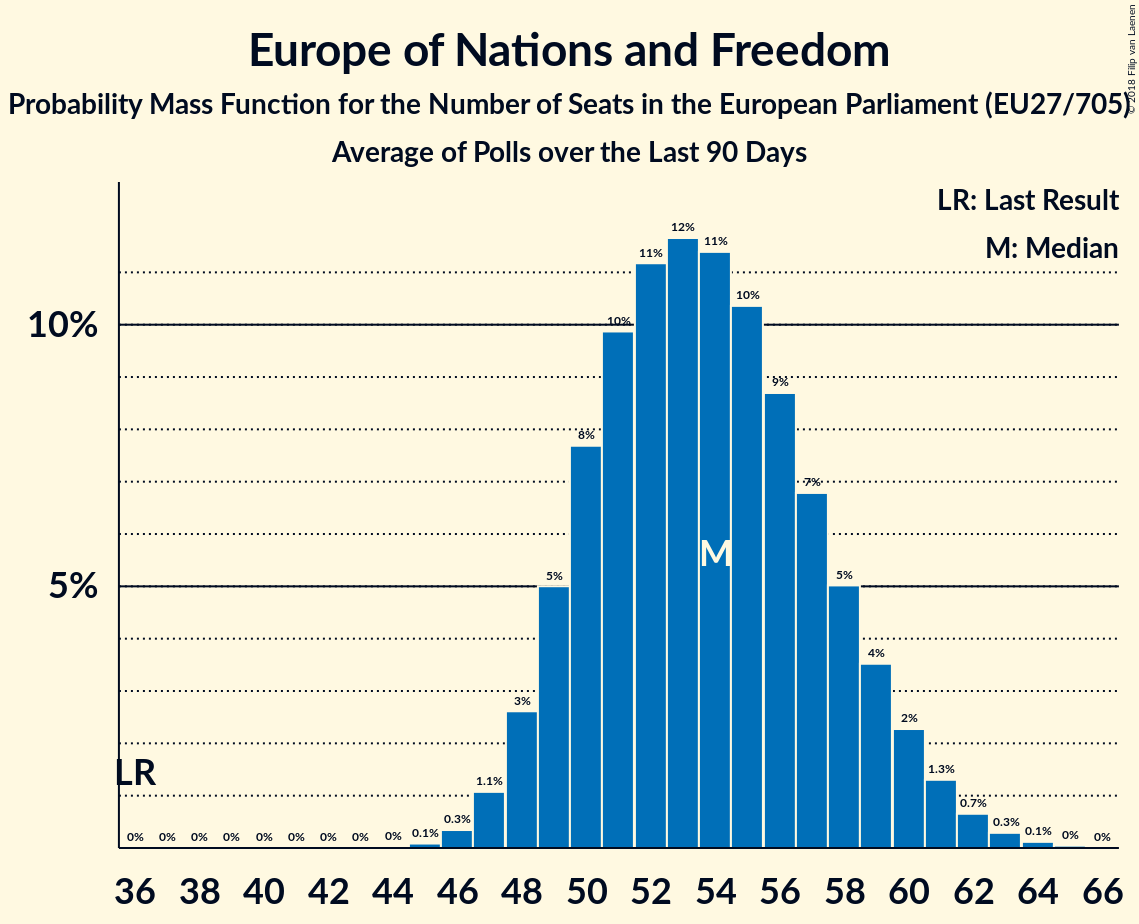 Europe of Nations and Freedom
Probability Mass Function for the Number of Seats in the European Parliament (EU27/705)
Average of Polls over the Last 90 Days
© 2018 Filip van Laenen
LR: Last Result
M: Median
10%
5%
LR
M
0% 0% 0% 0% 0% 0% 0% 0% 0% 0.1% 0.3% 1.1% 3% 5% 8% 10% 11% 12% 11% 10% 9% 7% 5% 4% 2% 1.3% 0.7% 0.3% 0.1% 0% 0%
36 38 40 42 44 46 48 50 52 54 56 58 60 62 64 66